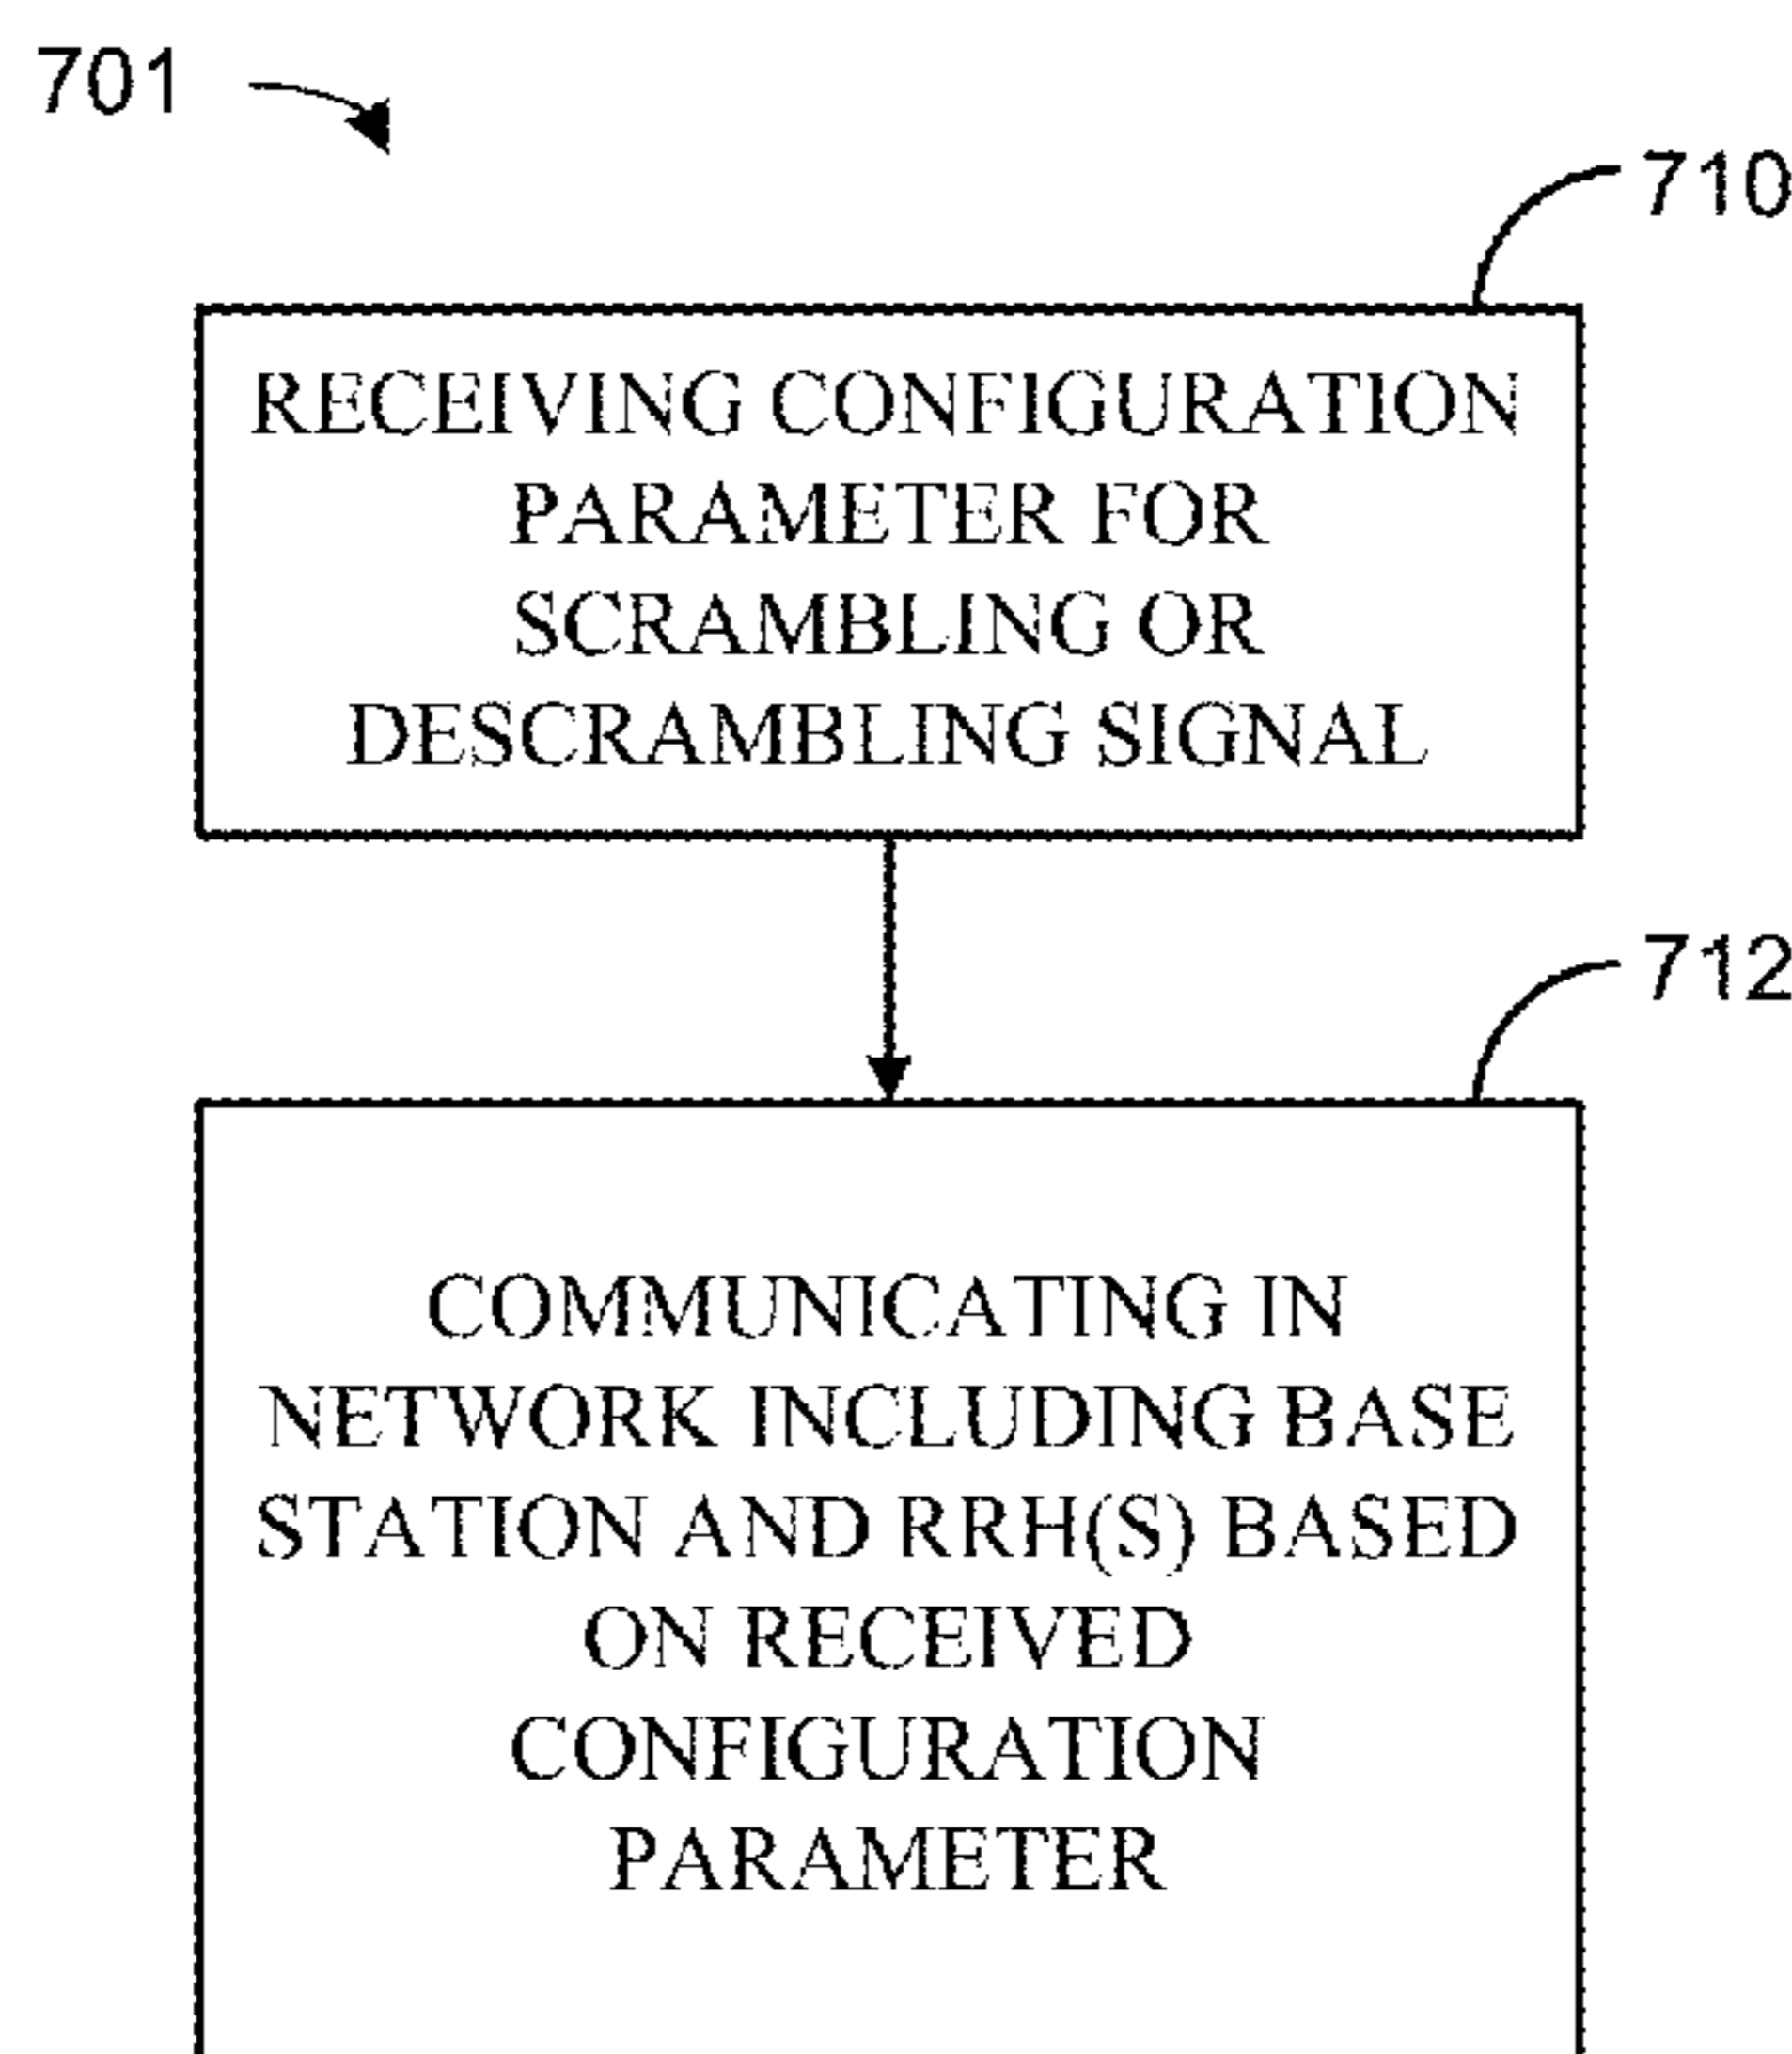 701
710
RECEIVING CONFIGURATION
PARAMETER FOR
SCRAMBLING OR
DESCRAMBLING SIGNAL
712
COMMUNICATING IN
NETWORK INCLUDING BASE
STATION AND RRH(S) BASED
ON RECEIVED
CONFIGURATION
PARAMETER